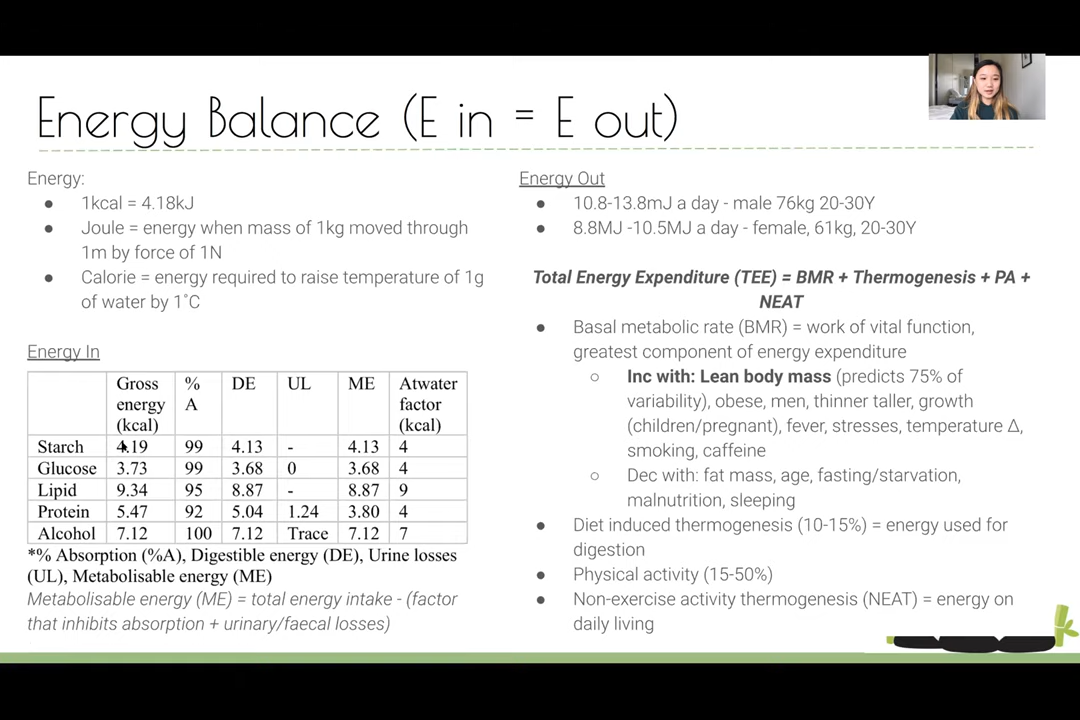 Energy Balance (E in = E out)
Energy:
● 1kcal = 4.18kJ
● Joule = energy when mass of 1kg moved through
1m by force of 1N
● Calorie = energy required to raise temperature of 1g
of water by 1˚C
Energy In
Gross energy (kcal) % A DE UL ME Atwater factor (kcal)
Starch 4.19 99 4.13 - 4.13 4
Glucose 3.73 99 3.68 0 3.68 4
Lipid 9.34 95 8.87 - 8.87 9
Protein 5.47 92 5.04 1.24 3.80 4
Alcohol 7.12 100 7.12 Trace 7.12 7
*% Absorption (%A), Digestible energy (DE), Urine losses
(UL), Metabolisable energy (ME)
Metabolisable energy (ME) = total energy intake - (factor
that inhibits absorption + urinary/faecal losses)
Energy Out
● 10.8-13.8mJ a day - male 76kg 20-30Y
● 8.8MJ -10.5MJ a day - female, 61kg, 20-30Y
Total Energy Expenditure (TEE) = BMR + Thermogenesis + PA +
NEAT
● Basal metabolic rate (BMR) = work of vital function,
greatest component of energy expenditure
○ Inc with: Lean body mass (predicts 75% of
variability), obese, men, thinner taller, growth
(children/pregnant), fever, stresses, temperature Δ,
smoking, caffeine
○ Dec with: fat mass, age, fasting/starvation,
malnutrition, sleeping
● Diet induced thermogenesis (10-15%) = energy used for
digestion
● Physical activity (15-50%)
● Non-exercise activity thermogenesis (NEAT) = energy on
daily living